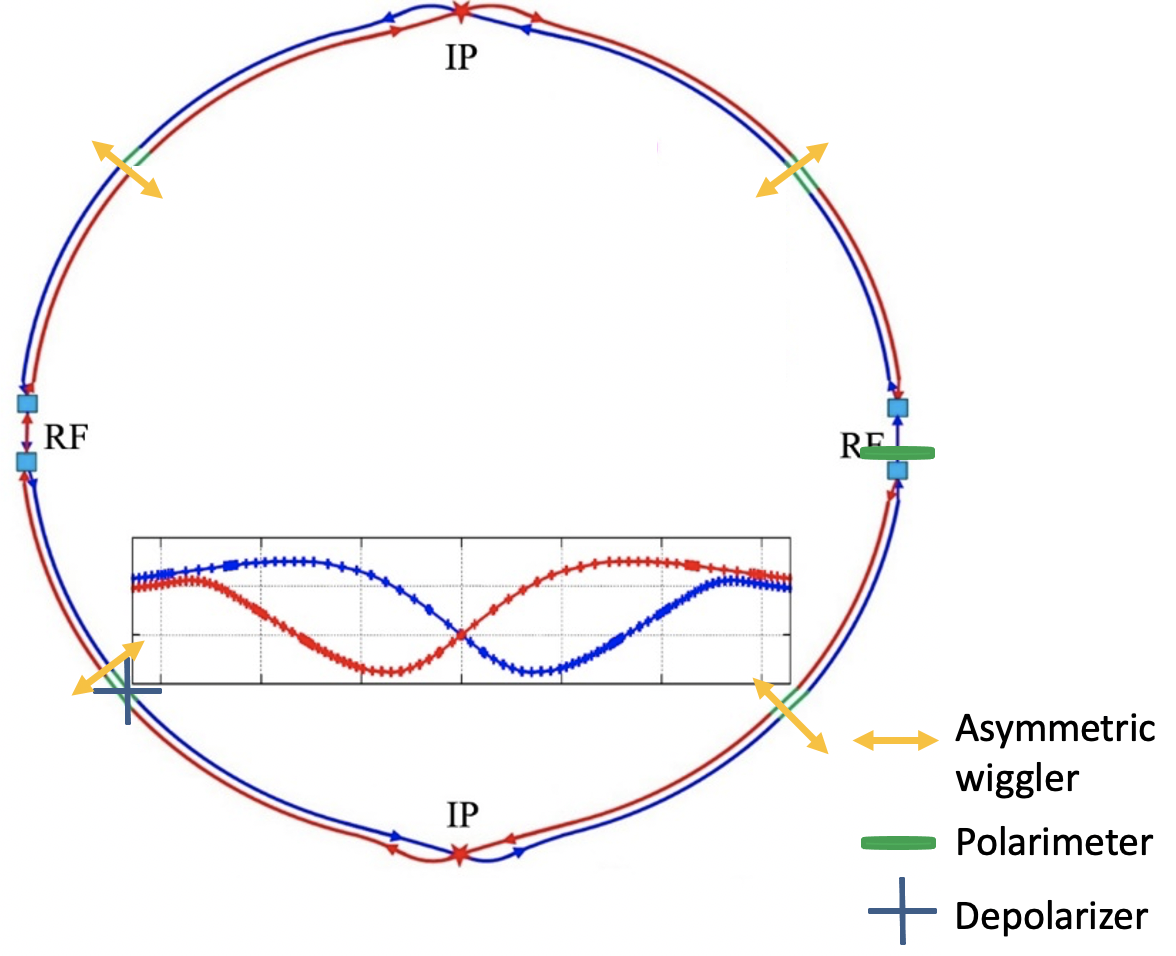 IP
RF
RF
IP
Asymmetric
wiggler
Polarimeter
Depolarizer